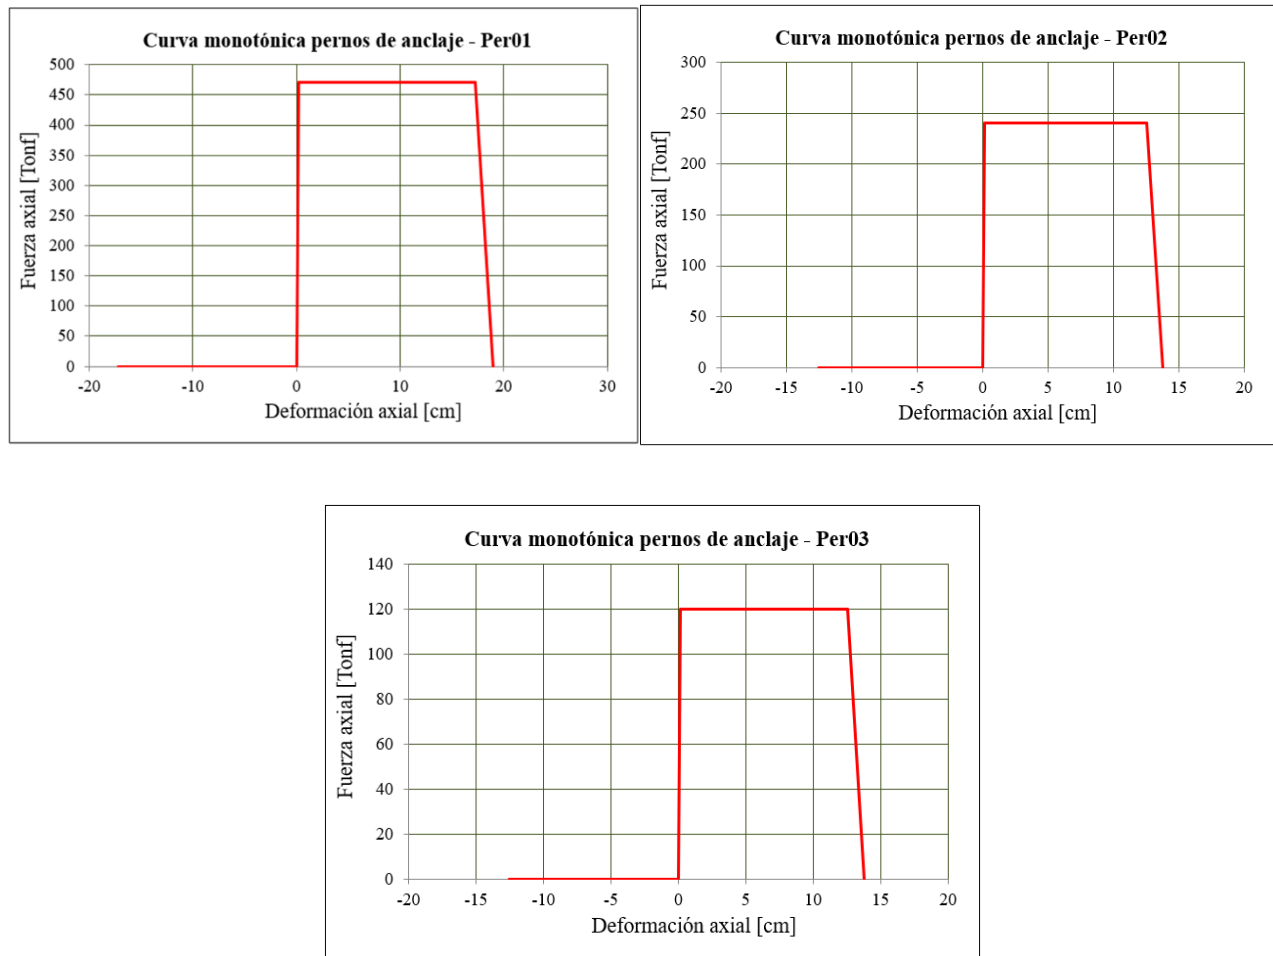 Curva monotónica pernos de anclaje - Per01
500
450
400
350
300
250
200
150
100
50
0
-20 -10 0 10 20 30
Fuerza axial [Tonf]
Deformación axial [cm]
Curva monotónica pernos de anclaje - Per02
300
250
200
150
100
50
0
-20 -15 -10 -5 0 5 10 15 20
Fuerza axial [Tonf]
Deformación axial [cm]
Curva monotónica pernos de anclaje - Per03
140
120
100
80
60
40
20
0
-20 -15 -10 -5 0 5 10 15 20
Fuerza axial [Tonf]
Deformación axial [cm]